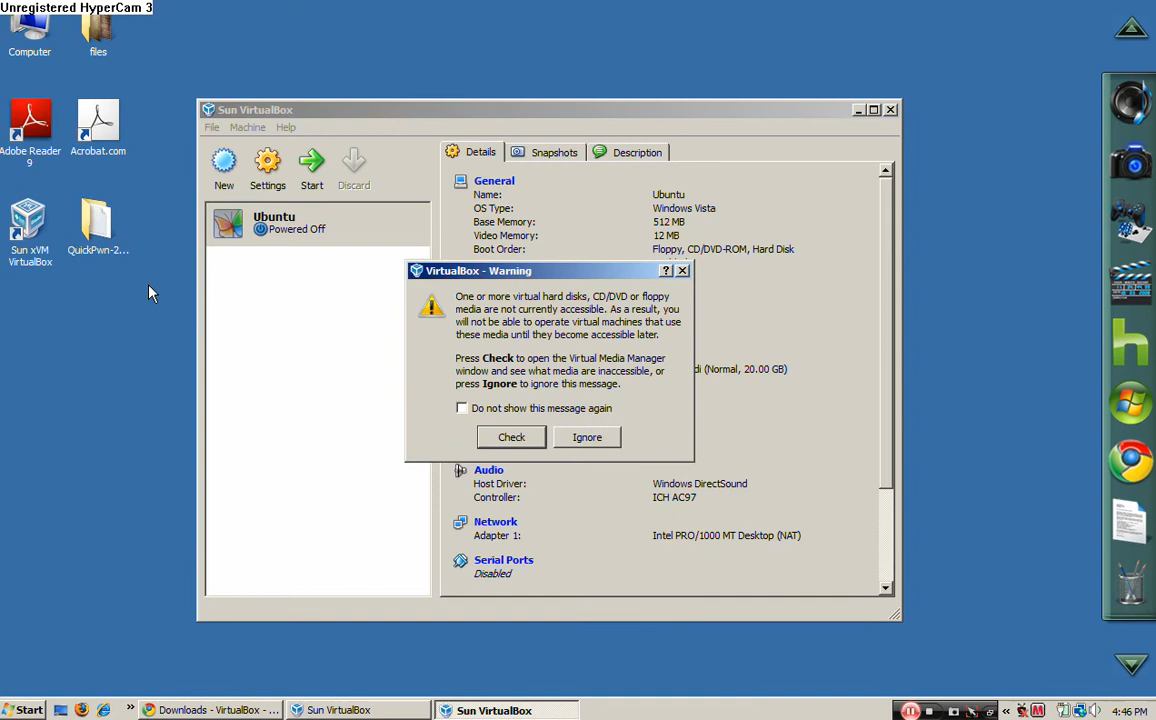 Unregistered HyperCam 3
Computer
files
Adobe Reader
9
Acrobat.com
Sun xVM
VirtualBox
QuickPwn-2...
Sun VirtualBox
File Machine Help
New Settings Start Discard
Ubuntu
Powered Off
Details Snapshots Description
General
Name: Ubuntu
OS Type: Windows Vista
Base Memory: 512 MB
Video Memory: 12 MB
Boot Order: Floppy, CD/DVD-ROM, Hard Disk
VirtualBox - Warning
One or more virtual hard disks, CD/DVD or floppy
media are not currently accessible. As a result, you
will not be able to operate virtual machines that use
these media until they become accessible later.
Press Check to open the Virtual Media Manager
window and see what media are inaccessible, or
press Ignore to ignore this message.
Do not show this message again
Check Ignore
di (Normal, 20.00 GB)
Audio
Host Driver: Windows DirectSound
Controller: ICH AC97
Network
Adapter 1: Intel PRO/1000 MT Desktop (NAT)
Serial Ports
Disabled
Start
Downloads - VirtualBox - ...
Sun VirtualBox
Sun VirtualBox
4:46 PM